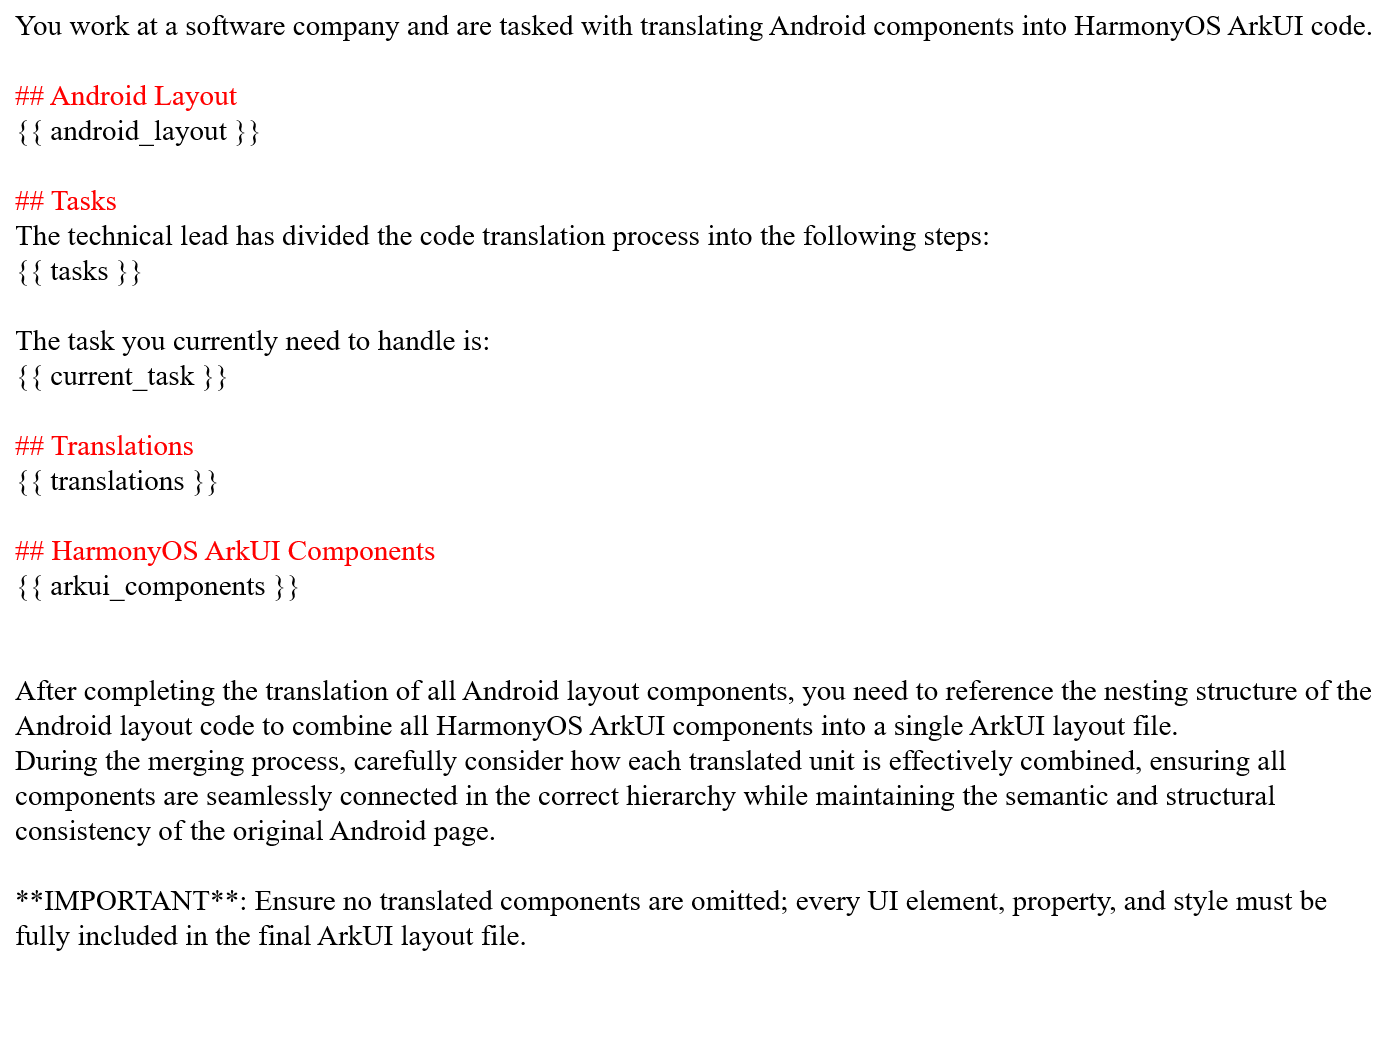 You work at a software company and are tasked with translating Android components into HarmonyOS ArkUI code.
## Android Layout
{{ android_layout }}
## Tasks
The technical lead has divided the code translation process into the following steps:
{{ tasks }}
The task you currently need to handle is:
{{ current_task }}
## Translations
{{ translations }}
## HarmonyOS ArkUI Components
{{ arkui_components }}
After completing the translation of all Android layout components, you need to reference the nesting structure of the
Android layout code to combine all HarmonyOS ArkUI components into a single ArkUI layout file.
During the merging process, carefully consider how each translated unit is effectively combined, ensuring all
components are seamlessly connected in the correct hierarchy while maintaining the semantic and structural
consistency of the original Android page.
**IMPORTANT**: Ensure no translated components are omitted; every UI element, property, and style must be
fully included in the final ArkUI layout file.